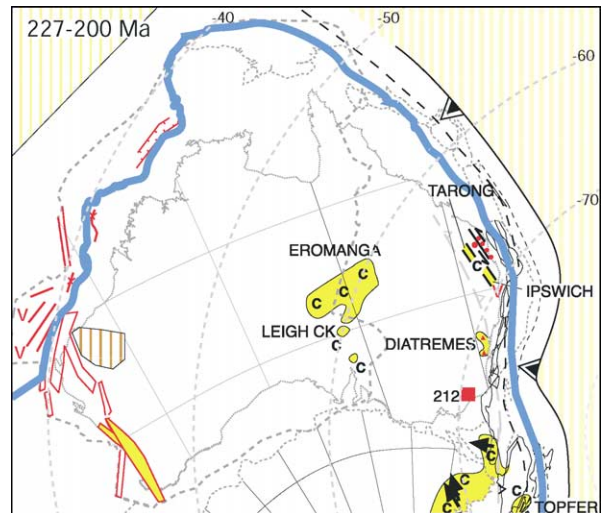 227-200 Ma
-40
-50
-60
TARONG
-70
EROMANGA
C
C
C
C
IPSWICH
LEIGH CK
C
C
DIATREMES
V
V
212
C
C
C
C
TOPFER